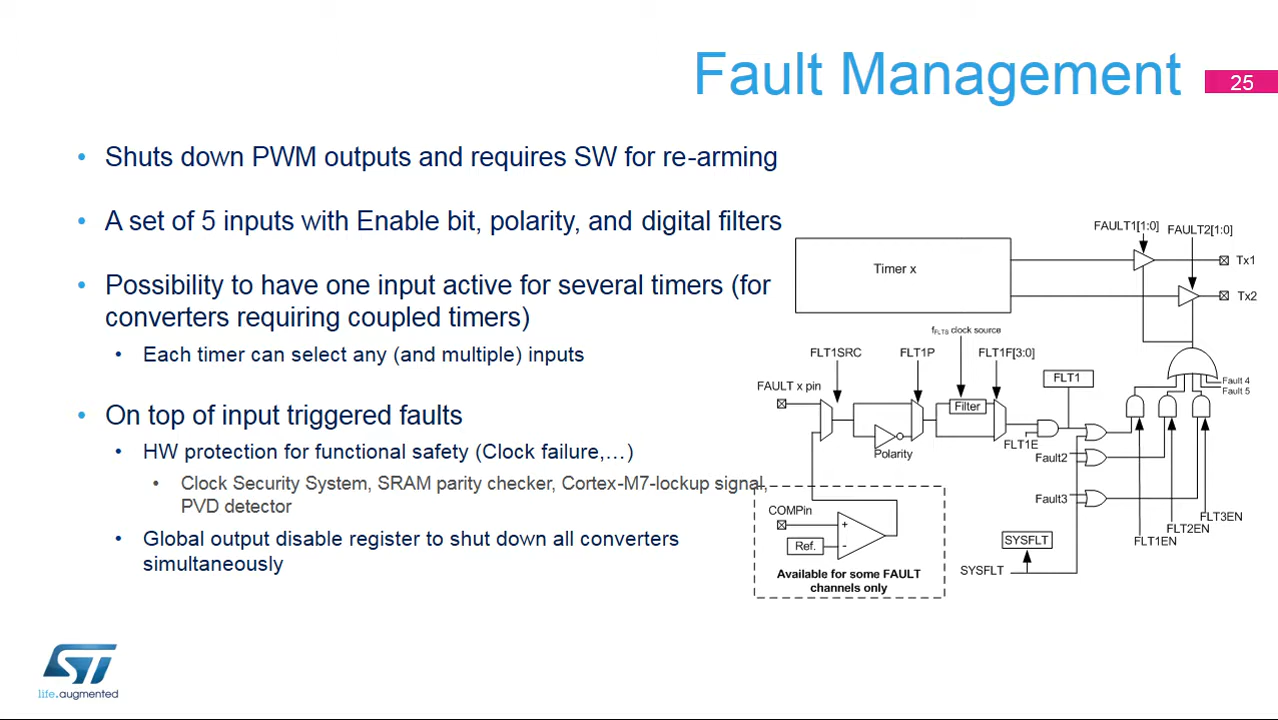 Fault Management
25
• Shuts down PWM outputs and requires SW for re-arming
• A set of 5 inputs with Enable bit, polarity, and digital filters
• Possibility to have one input active for several timers (for
converters requiring coupled timers)
• Each timer can select any (and multiple) inputs
• On top of input triggered faults
• HW protection for functional safety (Clock failure,…)
• Clock Security System, SRAM parity checker, Cortex-M7-lockup signal,
PVD detector
• Global output disable register to shut down all converters
simultaneously
FAULT1[1:0]
FAULT2[1:0]
Timer x
Tx1
Tx2
fFLTS clock source
FLT1SRC
FLT1P
FLT1F[3:0]
FLT1
Fault 4
Fault 5
FAULT x pin
Filter
Polarity
FLT1E
Fault2
Fault3
COMPin
+
Ref.
-
Available for some FAULT
channels only
SYSFLT
SYSFLT
FLT3EN
FLT2EN
FLT1EN
ST
life.augmented